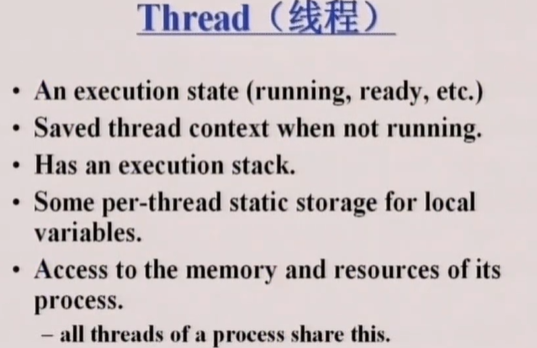 Thread（线程）
• An execution state (running, ready, etc.)
• Saved thread context when not running.
• Has an execution stack.
• Some per-thread static storage for local
variables.
• Access to the memory and resources of its
process.
– all threads of a process share this.